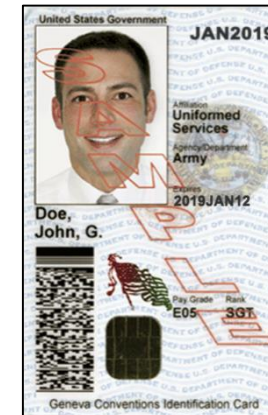 United States Government
JAN2019
Affiliation
Uniformed
Services
Agency/Department
Army
Expires
2019JAN12
Doe,
John, G.
Pay Grade
Rank
E05
SGT
Geneva Conventions Identification Card
SAMPLE